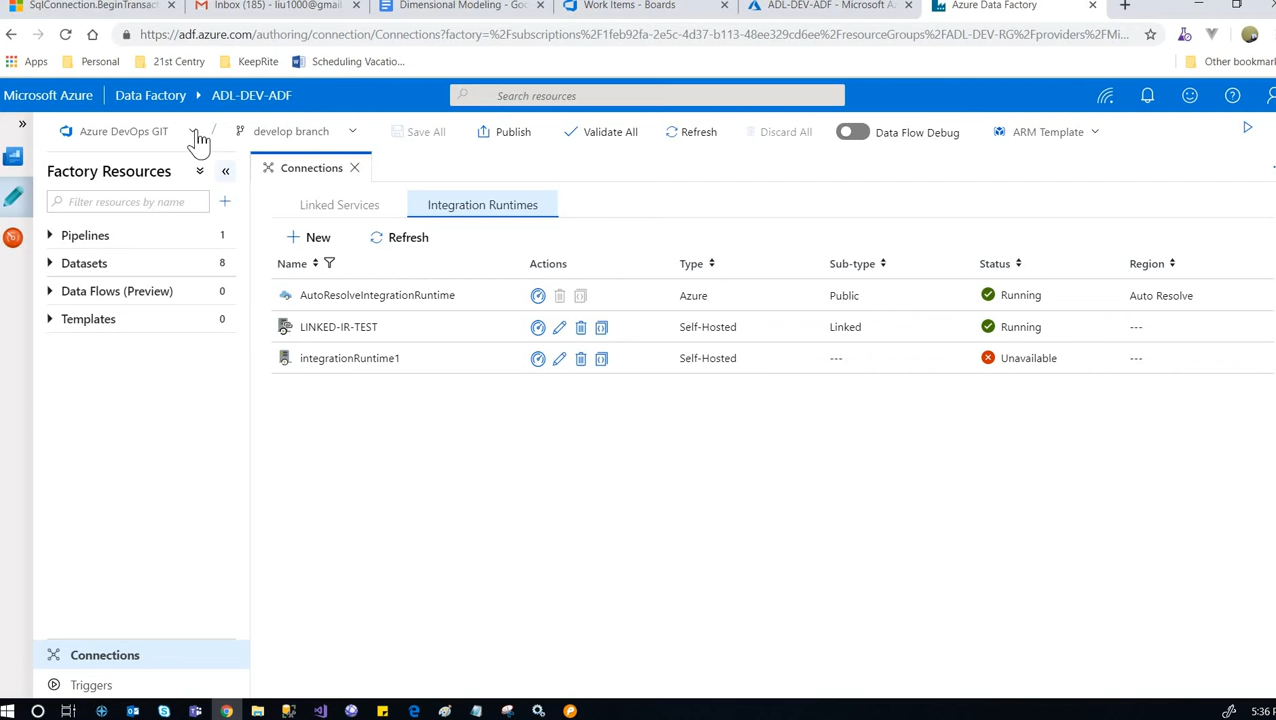 SqlConnection.BeginTransac Inbox (185) - liu1000@gmail Dimensional Modeling - Goo Work Items - Boards ADL-DEV-ADF - Microsoft A Azure Data Factory
https://adf.azure.com/authoring/connection/Connections?factory=%2Fsubscriptions%2F1feb92fa-2e5c-4d37-b113-48ee329cd6ee%2FresourceGroups%2FADL-DEV-RG%2Fproviders%2FMi...
Apps Personal 21st Centry KeepRite Scheduling Vacatio... Other bookmar
Microsoft Azure Data Factory ADL-DEV-ADF Search resources
Azure DevOps GIT / develop branch Save All Publish Validate All Refresh Discard All Data Flow Debug ARM Template
Factory Resources
Filter resources by name
Pipelines 1
Datasets 8
Data Flows (Preview) 0
Templates 0
Connections
Triggers
Connections
Linked Services Integration Runtimes
New Refresh
Name Actions Type Sub-type Status Region
AutoResolveIntegrationRuntime Azure Public Running Auto Resolve
LINKED-IR-TEST Self-Hosted Linked Running ---
integrationRuntime1 Self-Hosted --- Unavailable ---
5:36 P